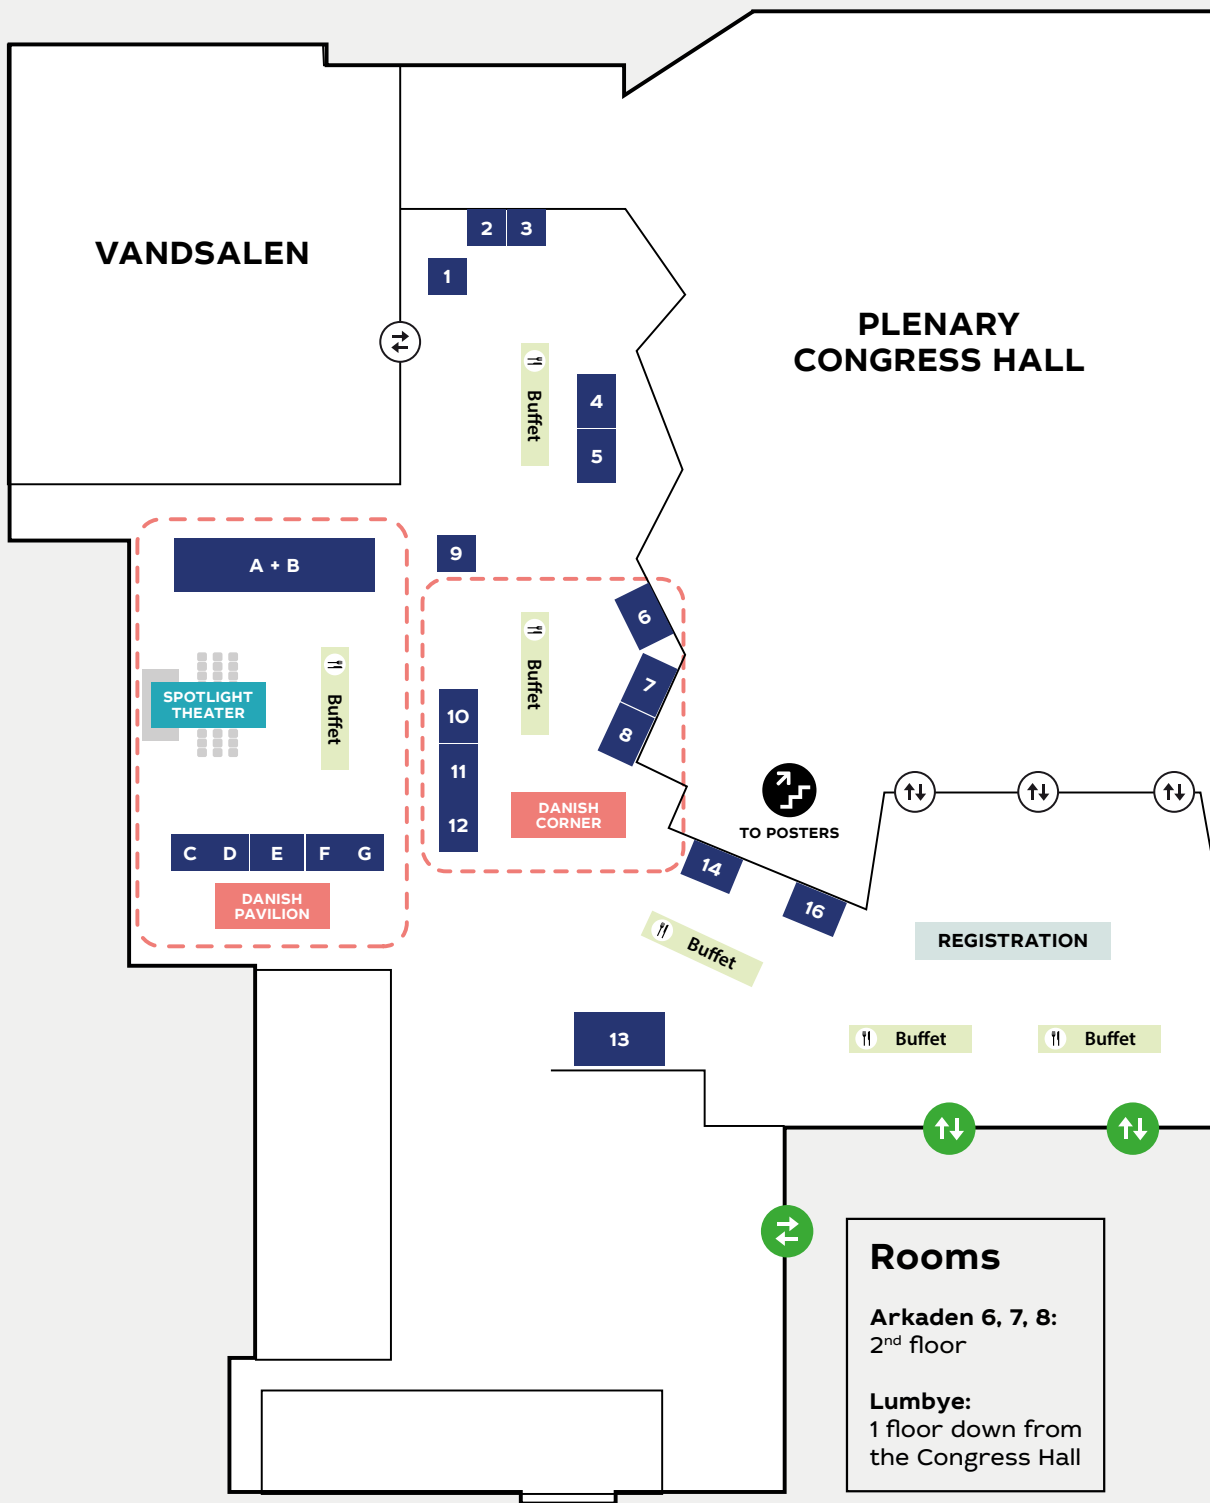 VANDSALEN
PLENARY
CONGRESS HALL
2
3
1
Buffet
4
5
A + B
9
6
Buffet
7
8
SPOTLIGHT
THEATER
Buffet
10
11
12
DANISH
CORNER
TO POSTERS
C
D
E
F
G
DANISH
PAVILION
14
16
Buffet
REGISTRATION
13
Buffet
Buffet
Rooms
Arkaden 6, 7, 8:
2nd floor
Lumbye:
1 floor down from
the Congress Hall